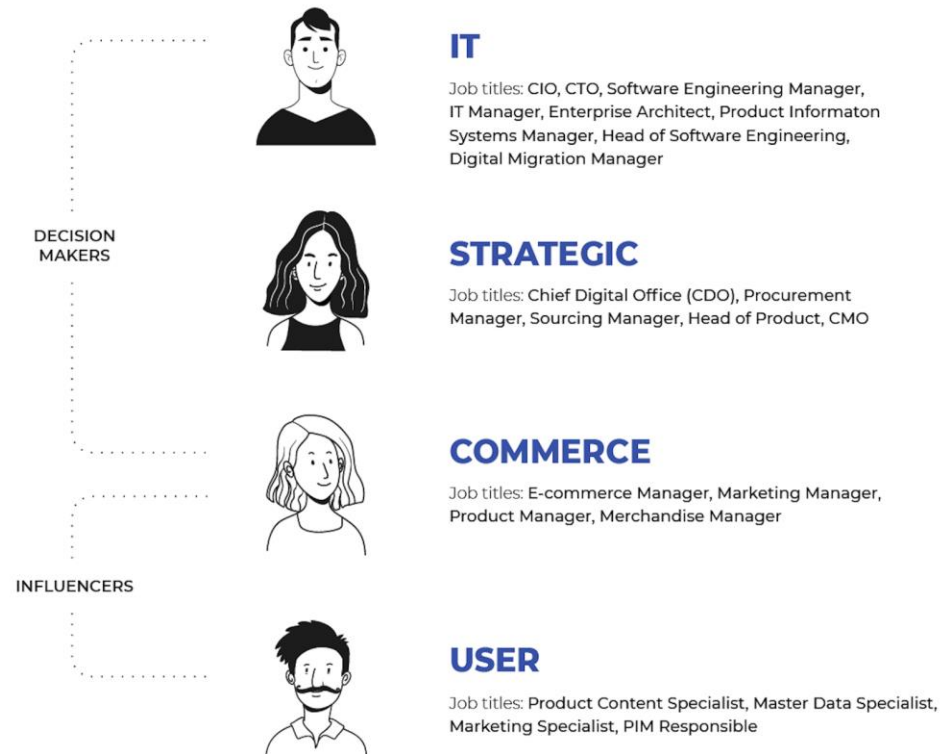 IT
Job titles: CIO, CTO, Software Engineering Manager,
IT Manager, Enterprise Architect, Product Informaton
Systems Manager, Head of Software Engineering,
Digital Migration Manager
DECISION
MAKERS
STRATEGIC
Job titles: Chief Digital Office (CDO), Procurement
Manager, Sourcing Manager, Head of Product, CMO
COMMERCE
Job titles: E-commerce Manager, Marketing Manager,
Product Manager, Merchandise Manager
INFLUENCERS
USER
Job titles: Product Content Specialist, Master Data Specialist,
Marketing Specialist, PIM Responsible